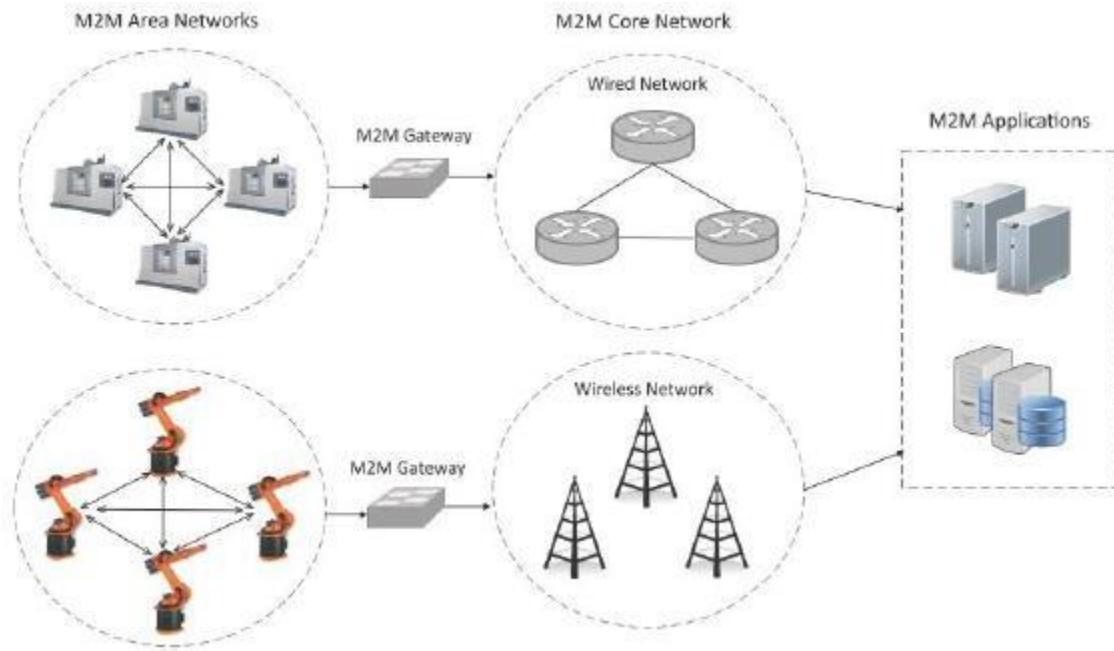 M2M Area Networks
M2M Core Network
Wired Network
M2M Gateway
M2M Applications
Wireless Network
M2M Gateway